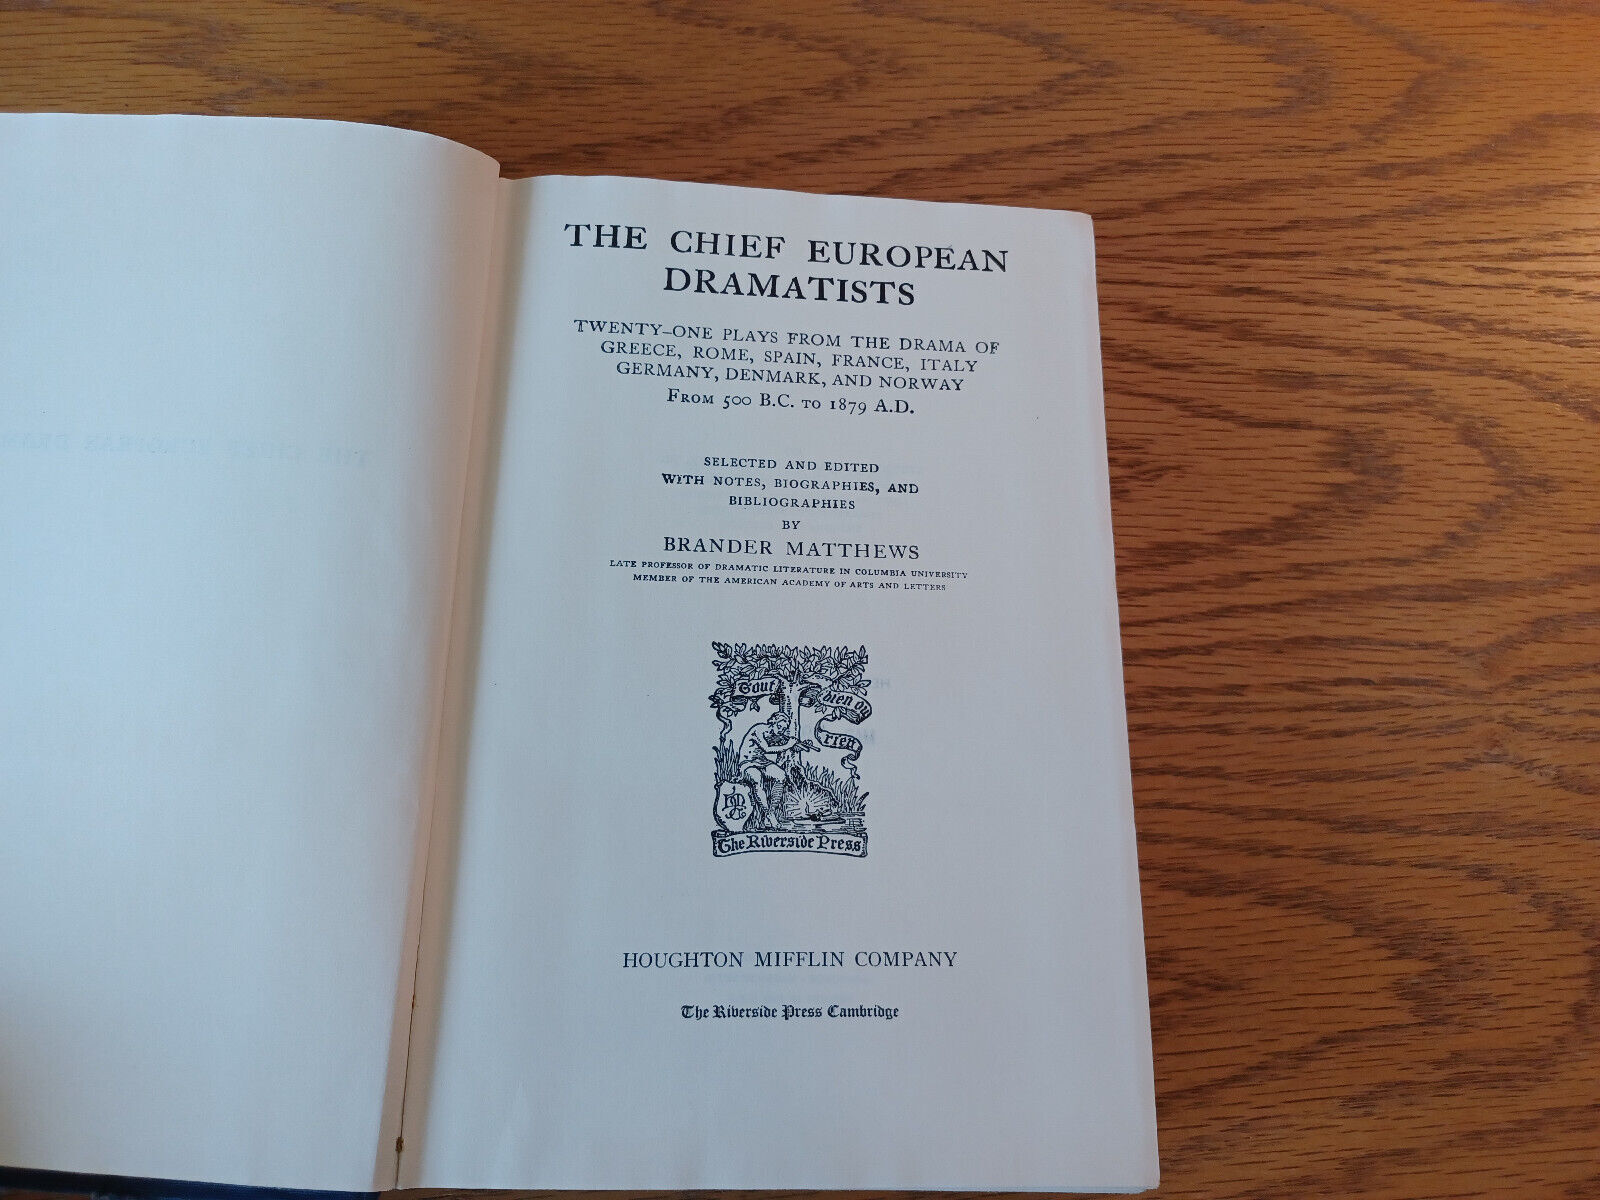 THE CHIEF EUROPEAN
DRAMATISTS
TWENTY-ONE PLAYS FROM THE DRAMA OF
GREECE, ROME, SPAIN, FRANCE, ITALY
GERMANY, DENMARK, AND NORWAY
FROM 500 B.C. TO 1879 A.D.
SELECTED AND EDITED
WITH NOTES, BIOGRAPHIES, AND
BIBLIOGRAPHIES
BY
BRANDER MATTHEWS
LATE PROFESSOR OF DRAMATIC LITERATURE IN COLUMBIA UNIVERSITY
MEMBER OF THE AMERICAN ACADEMY OF ARTS AND LETTERS
Tout
bien ou
rien
The Riverside Press
HOUGHTON MIFFLIN COMPANY
The Riverside Press Cambridge